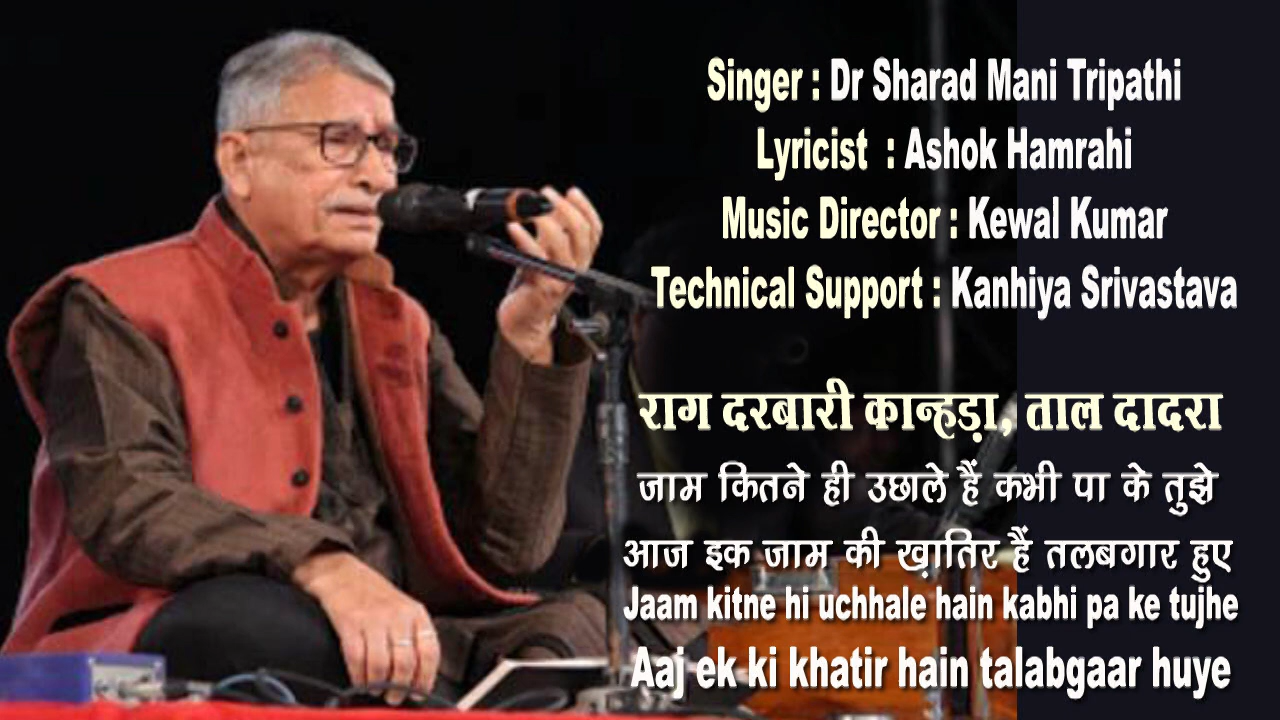 Singer : Dr Sharad Mani Tripathi
Lyricist : Ashok Hamrahi
Music Director : Kewal Kumar
Technical Support : Kanhiya Srivastava
राग दरबारी कान्हड़ा, ताल दादरा
जाम कितने ही उछाले हैं कभी पा के तुझे
आज इक जाम की ख़ातिर हैं तलबगार हुए
Jaam kitne hi uchhale hain kabhi pa ke tujhe
Aaj ek ki khatir hain talabgaar huye